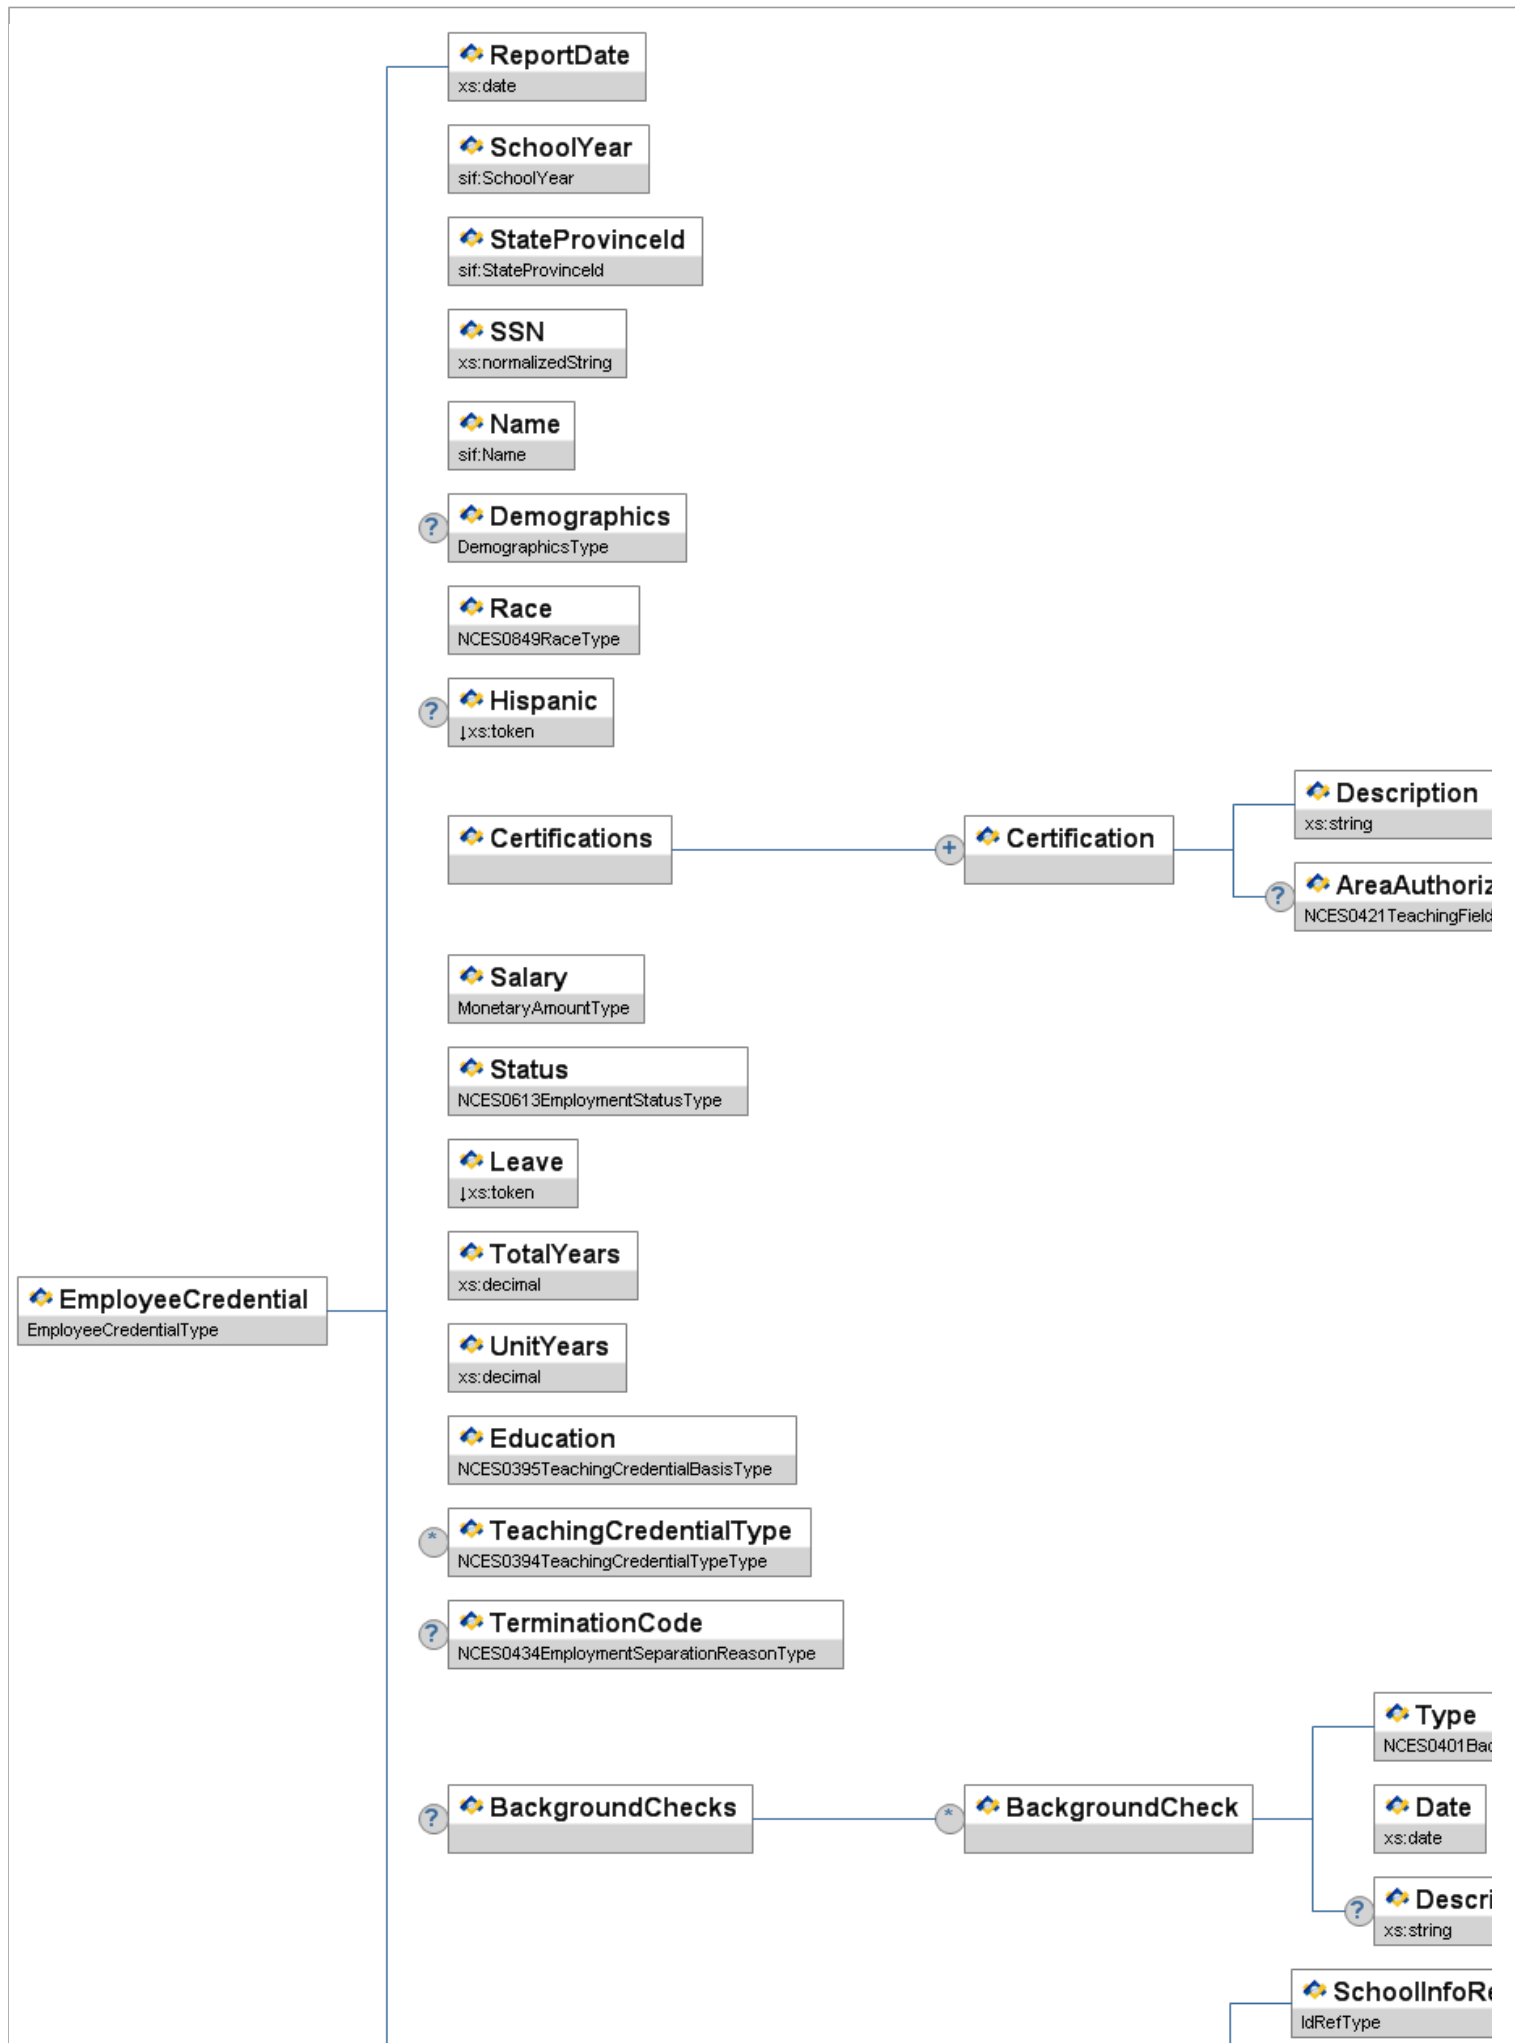 ReportDate
xs:date
SchoolYear
sif:SchoolYear
StateProvinceId
sif:StateProvinceId
SSN
xs:normalizedString
Name
sif:Name
?
Demographics
DemographicsType
Race
NCES0849RaceType
?
Hispanic
↓xs:token
Certifications
+
Certification
Description
xs:string
?
AreaAuthoriz
NCES0421TeachingField
Salary
MonetaryAmountType
Status
NCES0613EmploymentStatusType
Leave
↓xs:token
TotalYears
xs:decimal
EmployeeCredential
EmployeeCredentialType
UnitYears
xs:decimal
Education
NCES0395TeachingCredentialBasisType
*
TeachingCredentialType
NCES0394TeachingCredentialTypeType
?
TerminationCode
NCES0434EmploymentSeparationReasonType
?
BackgroundChecks
*
BackgroundCheck
Type
NCES0401Bac
Date
xs:date
?
Descri
xs:string
SchoolInfoRe
IdRefType